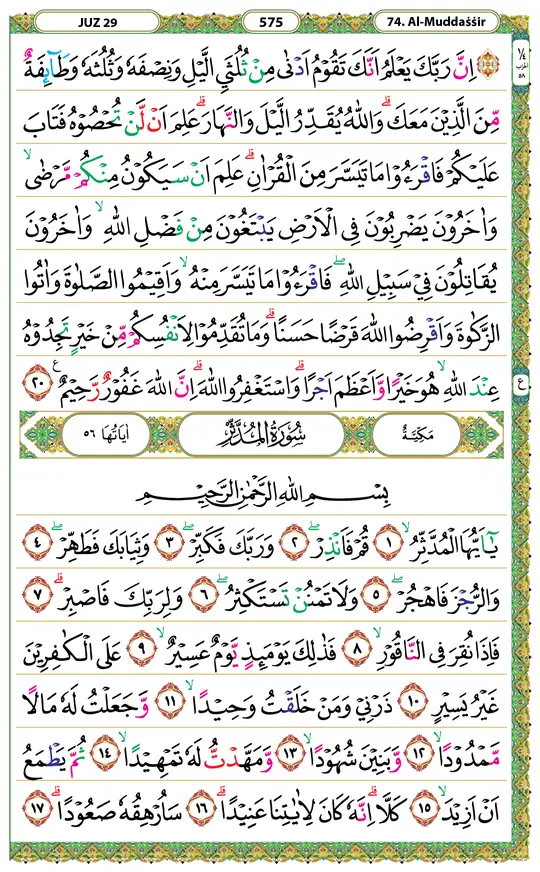 JUZ 29
575
74. Al-Muddaṡṡir
١/٤
الحزب
٥٨
اِنَّ رَبَّكَ يَعْلَمُ اَنَّكَ تَقُوْمُ اَدْنٰى مِنْ ثُلُثَيِ الَّيْلِ وَنِصْفَهٗ وَثُلُثَهٗ وَطَاۤىِٕفَةٌ
مِّنَ الَّذِيْنَ مَعَكَۗ وَاللّٰهُ يُقَدِّرُ الَّيْلَ وَالنَّهَارَۗ عَلِمَ اَنْ لَّنْ تُحْصُوْهُ فَتَابَ
عَلَيْكُمْ فَاقْرَءُوْا مَا تَيَسَّرَ مِنَ الْقُرْاٰنِۗ عَلِمَ اَنْ سَيَكُوْنُ مِنْكُمْ مَّرْضٰىۙ
وَاٰخَرُوْنَ يَضْرِبُوْنَ فِى الْاَرْضِ يَبْتَغُوْنَ مِنْ فَضْلِ اللّٰهِۙ وَاٰخَرُوْنَ
يُقَاتِلُوْنَ فِيْ سَبِيْلِ اللّٰهِۖ فَاقْرَءُوْا مَا تَيَسَّرَ مِنْهُۙ وَاَقِيْمُوا الصَّلٰوةَ وَاٰتُوا
الزَّكٰوةَ وَاَقْرِضُوا اللّٰهَ قَرْضًا حَسَنًاۗ وَمَا تُقَدِّمُوْا لِاَنْفُسِكُمْ مِّنْ خَيْرٍ تَجِدُوْهُ
عِنْدَ اللّٰهِ ۙهُوَ خَيْرًا وَّاَعْظَمَ اَجْرًاۗ وَاسْتَغْفِرُوا اللّٰهَۗ اِنَّ اللّٰهَ غَفُوْرٌ رَّحِيْمٌ ࣖ ٢٠
ع
مَكِّيَّةٌ
سُوْرَةُ الْمُدَّثِّرُ
اٰيَاتُهَا ٥٦
بِسْمِ اللّٰهِ الرَّحْمٰنِ الرَّحِيْمِ
يٰٓاَيُّهَا الْمُدَّثِّرُۙ ١ قُمْ فَاَنْذِرْۖ ٢ وَرَبَّكَ فَكَبِّرْۖ ٣ وَثِيَابَكَ فَطَهِّرْۖ ٤
وَالرُّجْزَ فَاهْجُرْۖ ٥ وَلَا تَمْنُنْ تَسْتَكْثِرُۖ ٦ وَلِرَبِّكَ فَاصْبِرْۗ ٧
فَاِذَا نُقِرَ فِى النَّاقُوْرِۙ ٨ فَذٰلِكَ يَوْمَىِٕذٍ يَّوْمٌ عَسِيْرٌۙ ٩ عَلَى الْكٰفِرِيْنَ
غَيْرُ يَسِيْرٍ ١٠ ذَرْنِيْ وَمَنْ خَلَقْتُ وَحِيْدًاۙ ١١ وَّجَعَلْتُ لَهٗ مَالًا
مَّمْدُوْدًاۙ ١٢ وَّبَنِيْنَ شُهُوْدًاۙ ١٣ وَّمَهَّدْتُّ لَهٗ تَمْهِيْدًاۙ ١٤ ثُمَّ يَطْمَعُ
اَنْ اَزِيْدَۙ ١٥ كَلَّاۗ اِنَّهٗ كَانَ لِاٰيٰتِنَا عَنِيْدًاۗ ١٦ سَاُرْهِقُهٗ صَعُوْدًاۗ ١٧